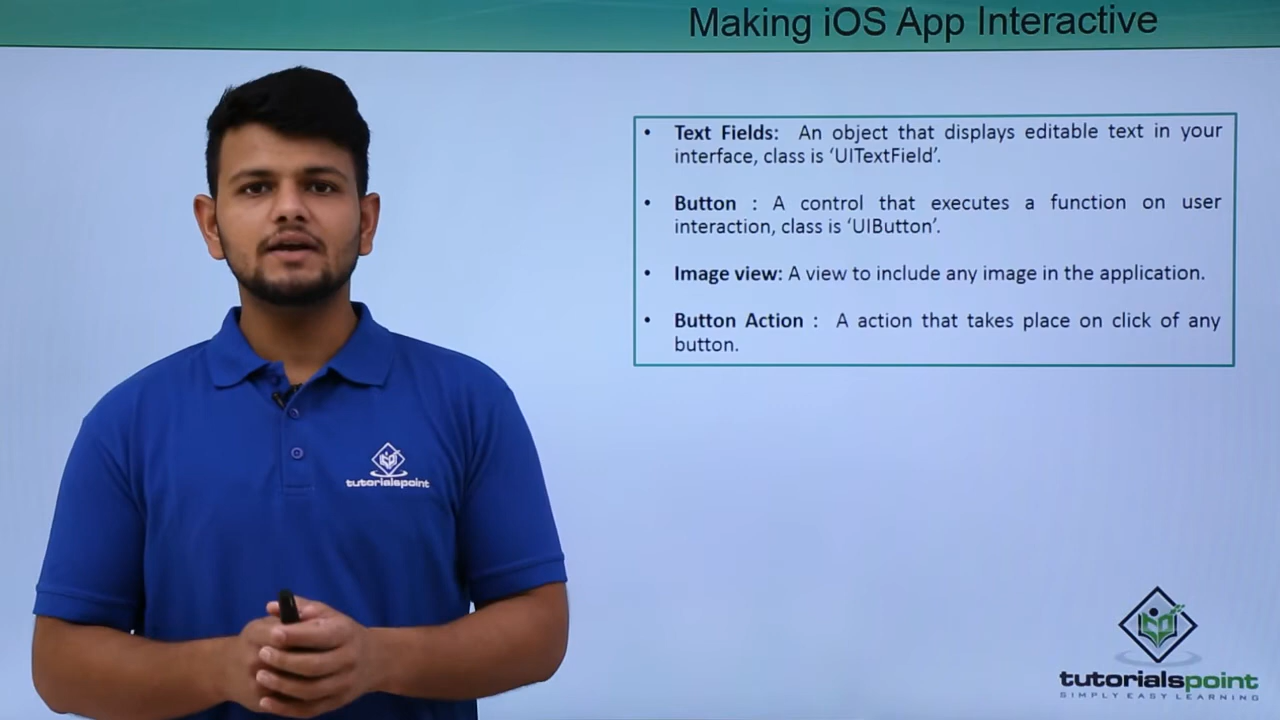 Making iOS App Interactive
• Text Fields: An object that displays editable text in your
interface, class is ‘UITextField’.
• Button : A control that executes a function on user
interaction, class is ‘UIButton’.
• Image view: A view to include any image in the application.
• Button Action : A action that takes place on click of any
button.
tutorialspoint
tutorialspoint
SIMPLY EASY LEARNING